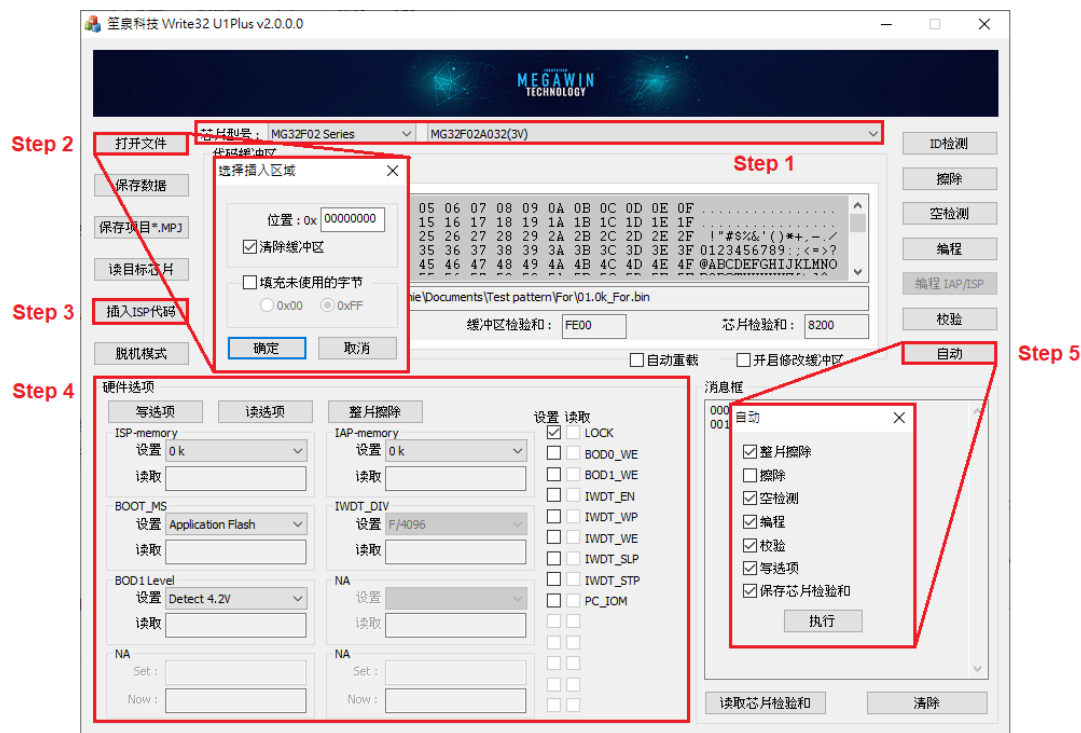 笙泉科技 Write32 U1Plus v2.0.0.0
MEGAWIN
TECHNOLOGY
Step 2
打开文件
芯片型号： MG32F02 Series
MG32F02A032(3V)
ID检测
代码缓冲区
选择插入区域
Step 1
保存数据
擦除
05 06 07 08 09 0A 0B 0C 0D 0E 0F ................
位置：0x 00000000
15 16 17 18 19 1A 1B 1C 1D 1E 1F ................
空检测
保存项目*.MPJ
25 26 27 28 29 2A 2B 2C 2D 2E 2F  !"#$%&'()*+,-./
清除缓冲区
35 36 37 38 39 3A 3B 3C 3D 3E 3F 0123456789:;<=>?
编程
读目标芯片
45 46 47 48 49 4A 4B 4C 4D 4E 4F @ABCDEFGHIJKLMNO
填充未使用的字节
编程 IAP/ISP
0x00 0xFF
nie\Documents\Test pattern\For\01.0k_For.bin
Step 3
插入ISP代码
缓冲区检验和： FE00
芯片检验和： 8200
校验
确定 取消
脱机模式
自动重载
开启修改缓冲区
自动
Step 5
Step 4
硬件选项
写选项 读选项 整片擦除
设置 读取
ISP-memory
设置 0 k
读取
IAP-memory
设置 0 k
读取
BOOT_MS
设置 Application Flash
读取
IWDT_DIV
设置 F/4096
读取
BOD1 Level
设置 Detect 4.2V
读取
NA
设置
读取
NA
Set :
Now :
NA
Set :
Now :
LOCK
BOD0_WE
BOD1_WE
IWDT_EN
IWDT_WP
IWDT_WE
IWDT_SLP
IWDT_STP
PC_IOM
消息框
000
001
自动
整片擦除
擦除
空检测
编程
校验
写选项
保存芯片检验和
执行
读取芯片检验和
清除